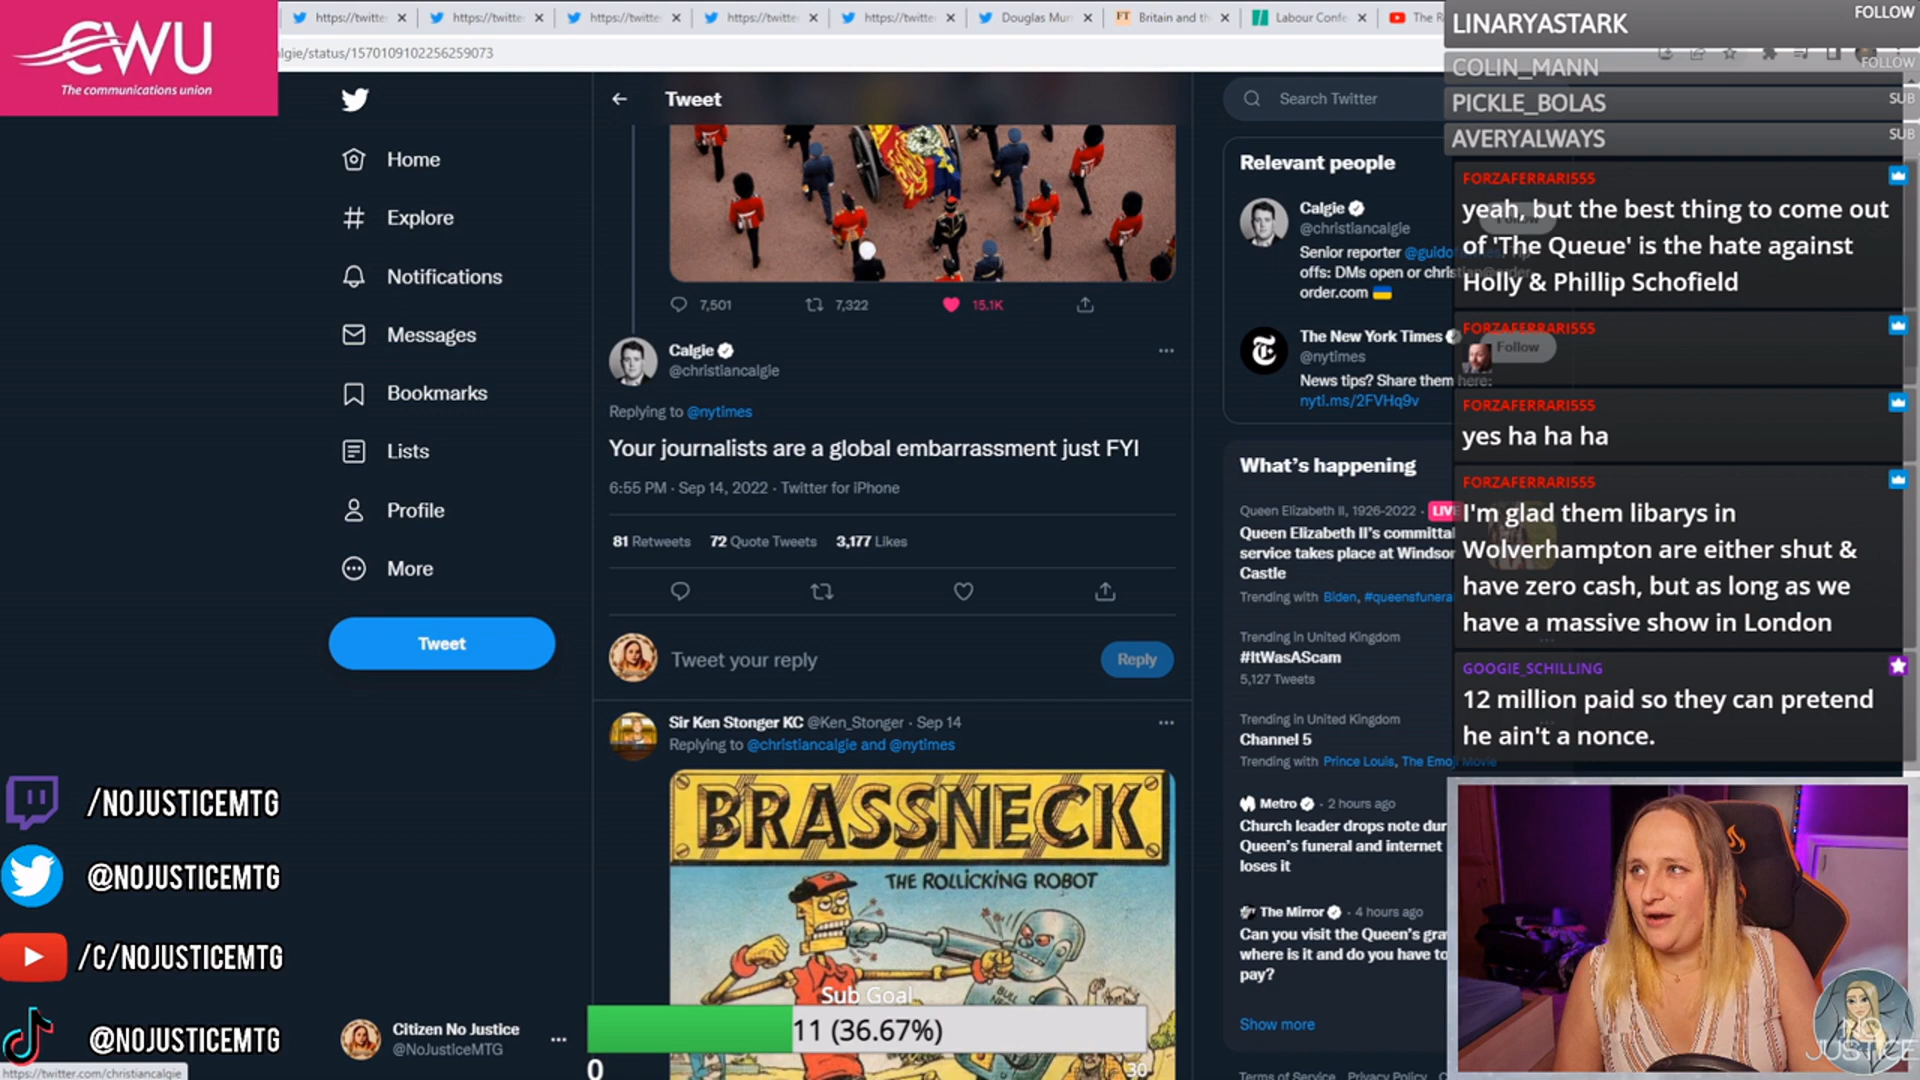 CWU
The communications union
https://twitte
https://twitte
https://twitte
https://twitte
https://twitte
Douglas Mur
FT Britain and th
Labour Confe
The R
lgie/status/1570109102256259073
Home
Explore
Notifications
Messages
Bookmarks
Lists
Profile
More
Tweet
/NOJUSTICEMTG
@NOJUSTICEMTG
/C/NOJUSTICEMTG
@NOJUSTICEMTG
Citizen No Justice
@NoJusticeMTG
https://twitter.com/christiancalgie
Tweet
7,501
7,322
15.1K
Calgie
@christiancalgie
Replying to @nytimes
Your journalists are a global embarrassment just FYI
6:55 PM · Sep 14, 2022 · Twitter for iPhone
81 Retweets 72 Quote Tweets 3,177 Likes
Tweet your reply
Reply
Sir Ken Stonger KC @Ken_Stonger · Sep 14
Replying to @christiancalgie and @nytimes
BRASSNECK
THE ROLLICKING ROBOT
Sub Goal
11 (36.67%)
0
30
Search Twitter
Relevant people
Calgie
@christiancalgie
Senior reporter @guido
offs: DMs open or chris
order.com
The New York Times
@nytimes
News tips? Share them here:
nyti.ms/2FVHq9v
Follow
What's happening
Queen Elizabeth II, 1926-2022 · LIVE
Queen Elizabeth II's committal
service takes place at Windsor
Castle
Trending with Biden, #queensfunera
Trending in United Kingdom
#ItWasAScam
5,127 Tweets
Trending in United Kingdom
Channel 5
Trending with Prince Louis, The Emoji Movie
Metro · 2 hours ago
Church leader drops note dur
Queen's funeral and internet
loses it
The Mirror · 4 hours ago
Can you visit the Queen's gra
where is it and do you have to
pay?
Show more
Terms of Service Privacy Policy
LINARYASTARK FOLLOW
COLIN_MANN FOLLOW
PICKLE_BOLAS SUB
AVERYALWAYS SUB
FORZAFERRARI555
yeah, but the best thing to come out
of 'The Queue' is the hate against
Holly & Phillip Schofield
FORZAFERRARI555
FORZAFERRARI555
yes ha ha ha
FORZAFERRARI555
I'm glad them libarys in
Wolverhampton are either shut &
have zero cash, but as long as we
have a massive show in London
GOOGIE_SCHILLING
12 million paid so they can pretend
he ain't a nonce.
NO
JUSTICE